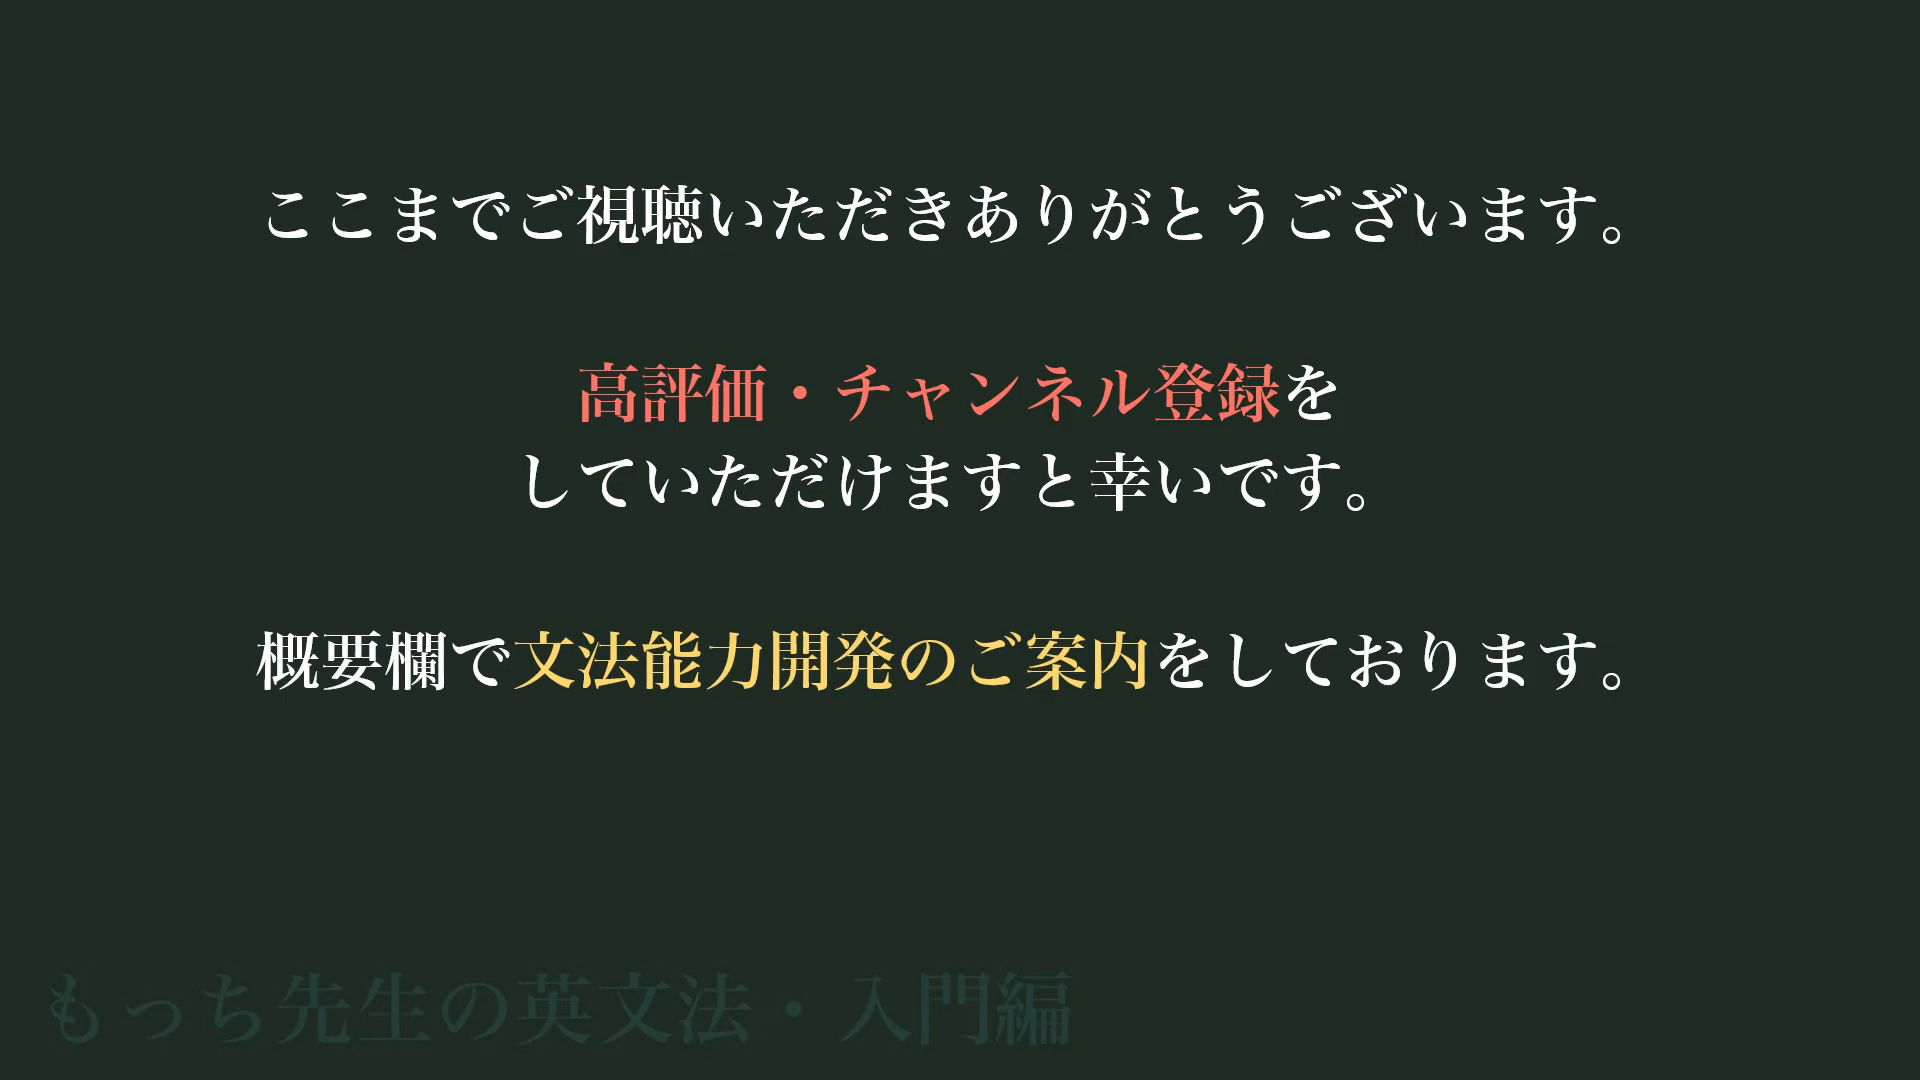 ここまでご視聴いただきありがとうございます。
高評価・チャンネル登録を
していただけますと幸いです。
概要欄で文法能力開発のご案内をしております。
もっち先生の英文法・入門編